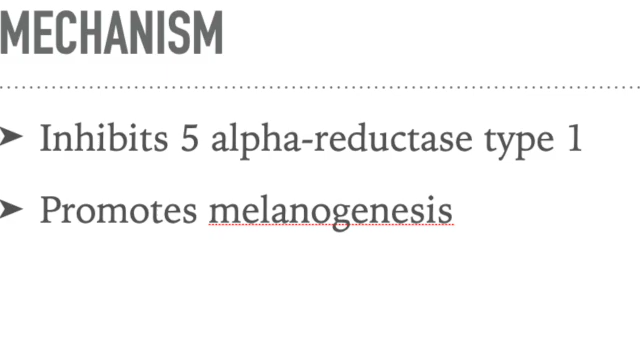 MECHANISM
➤ Inhibits 5 alpha-reductase type 1
➤ Promotes melanogenesis